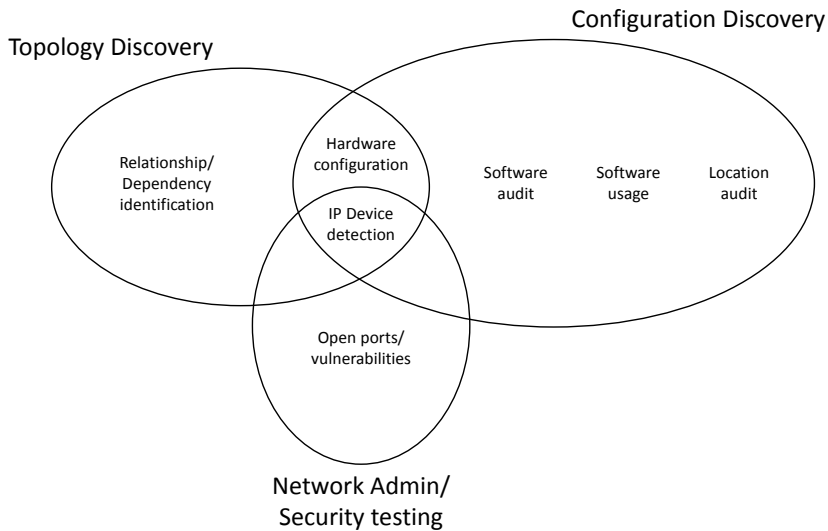 Configuration Discovery
Topology Discovery
Hardware
configuration
Relationship/
Dependency
identification
Software
audit
Software
usage
Location
audit
IP Device
detection
Open ports/
vulnerabilities
Network Admin/
Security testing